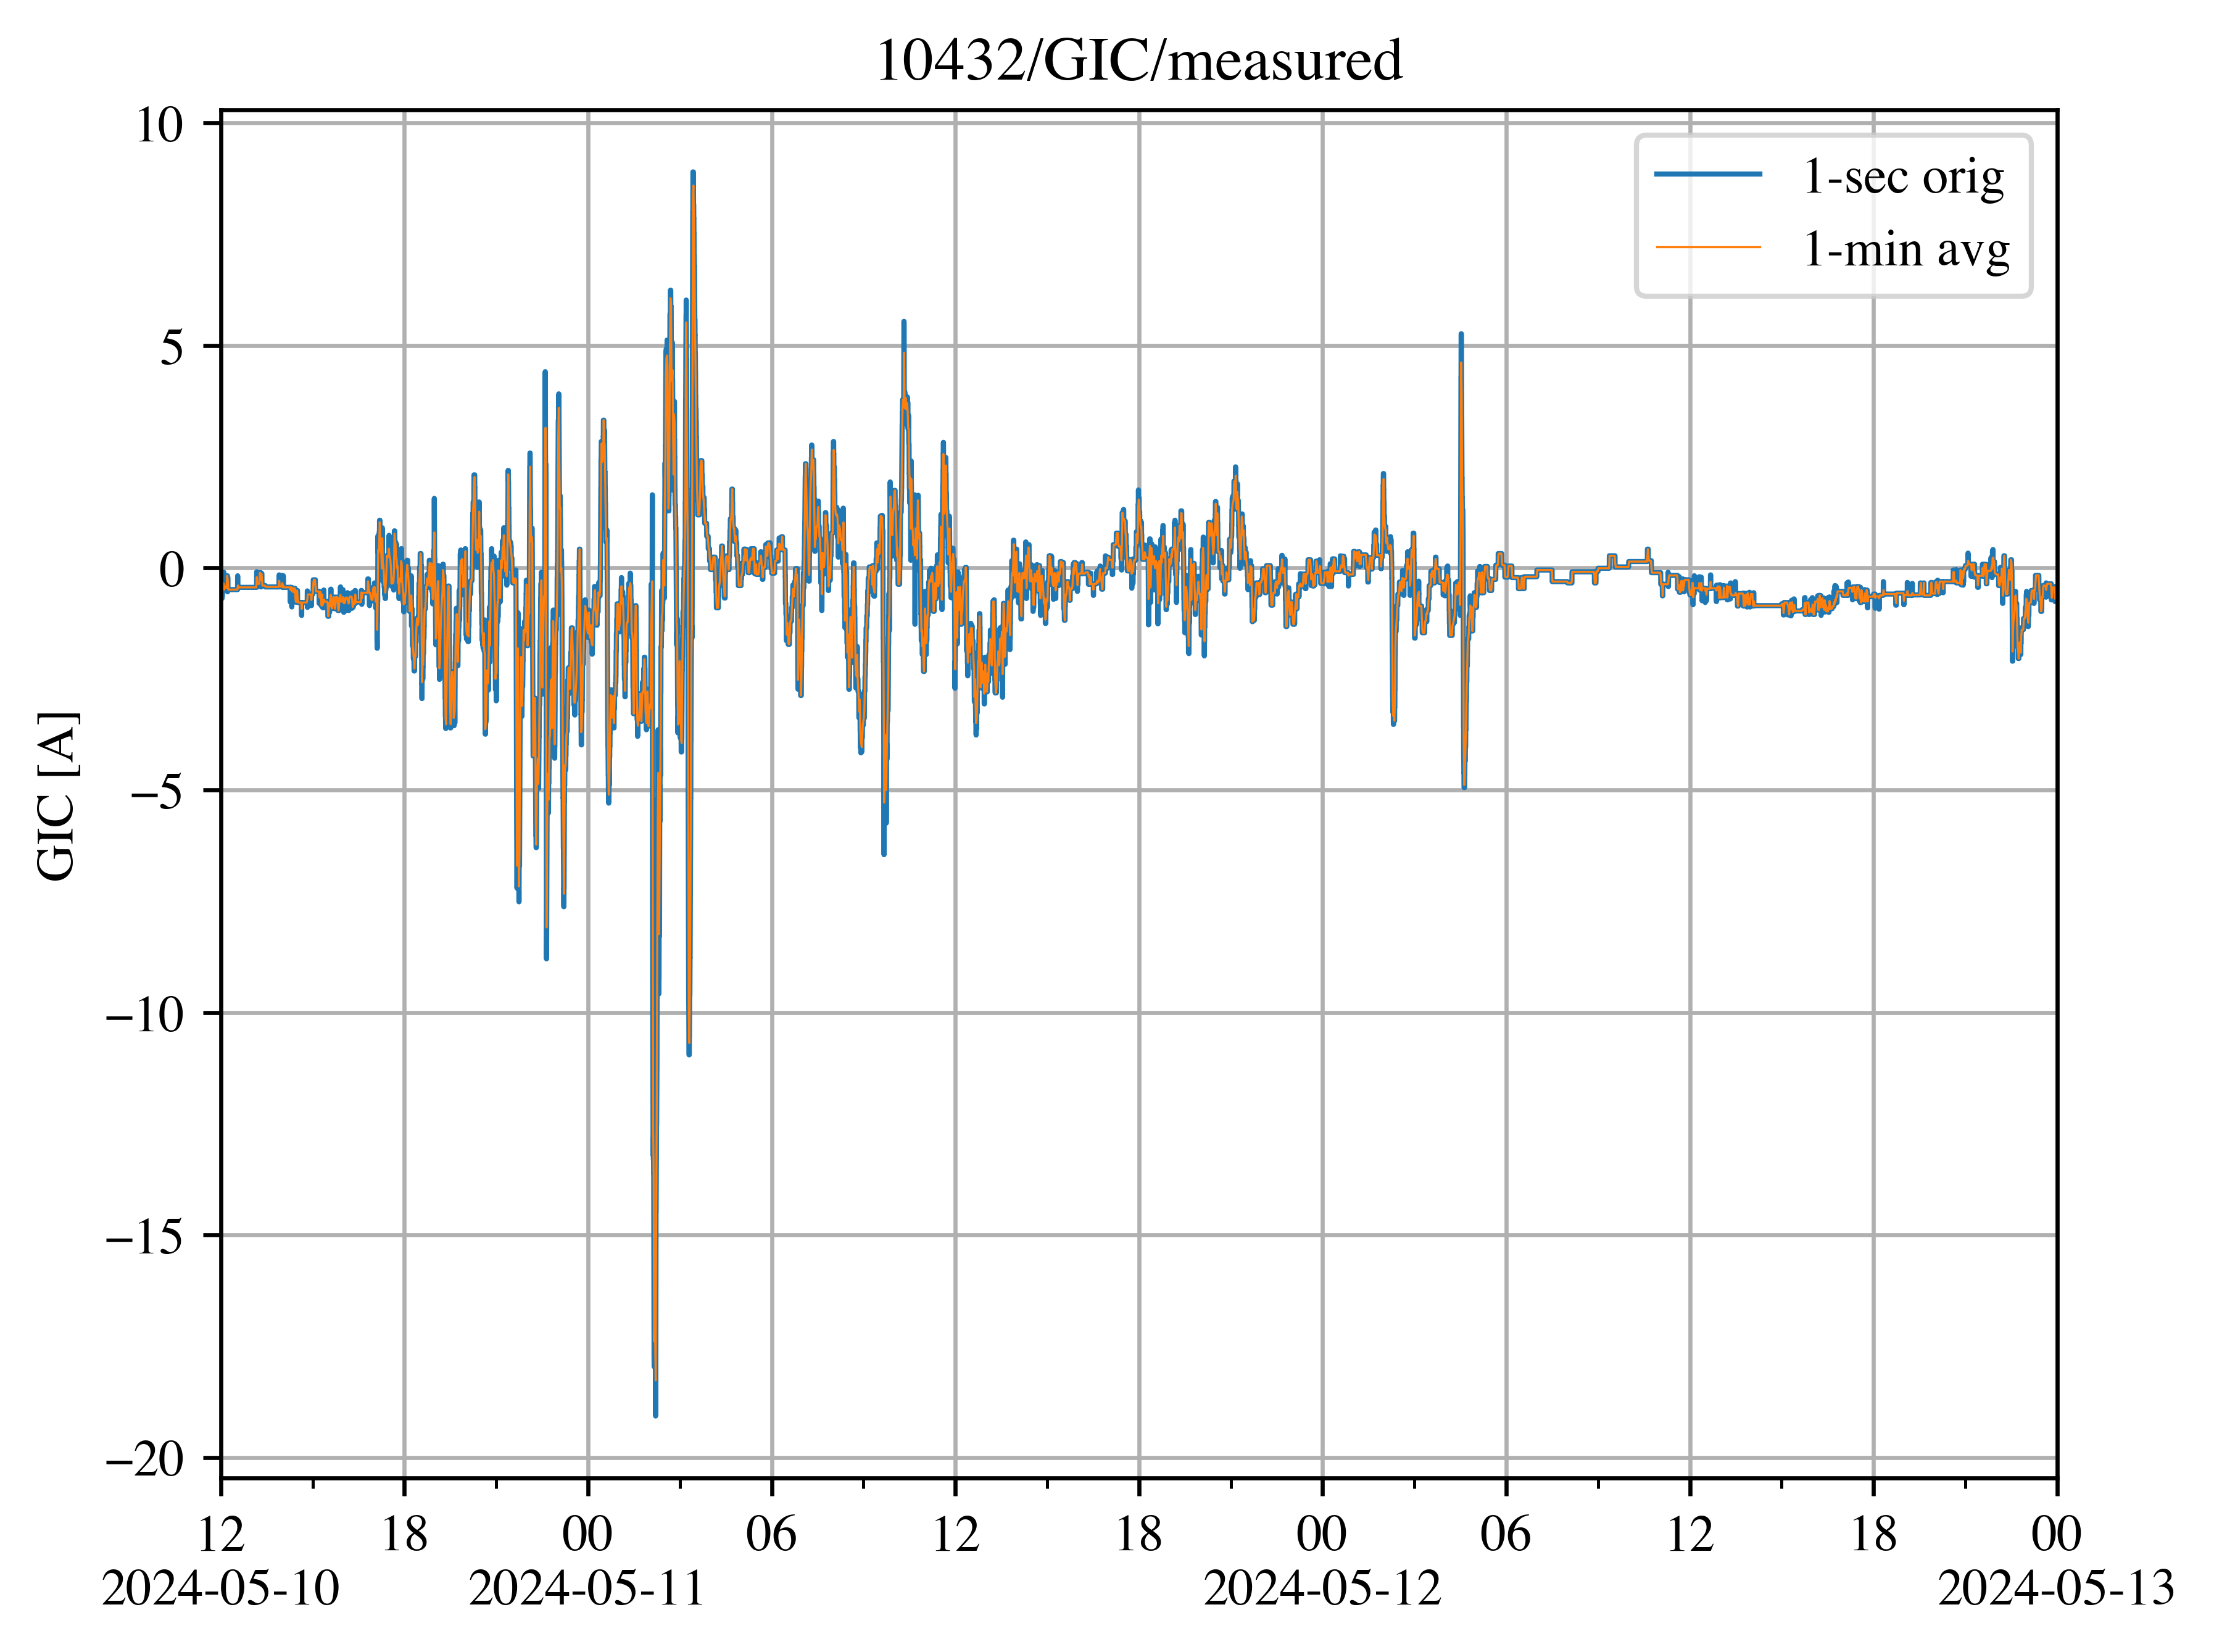 10432/GIC/measured
10
5
0
−5
−10
−15
−20
GIC [A]
1-sec orig
1-min avg
12 18 00 06 12 18 00 06 12 18 00
2024-05-10 2024-05-11 2024-05-12 2024-05-13